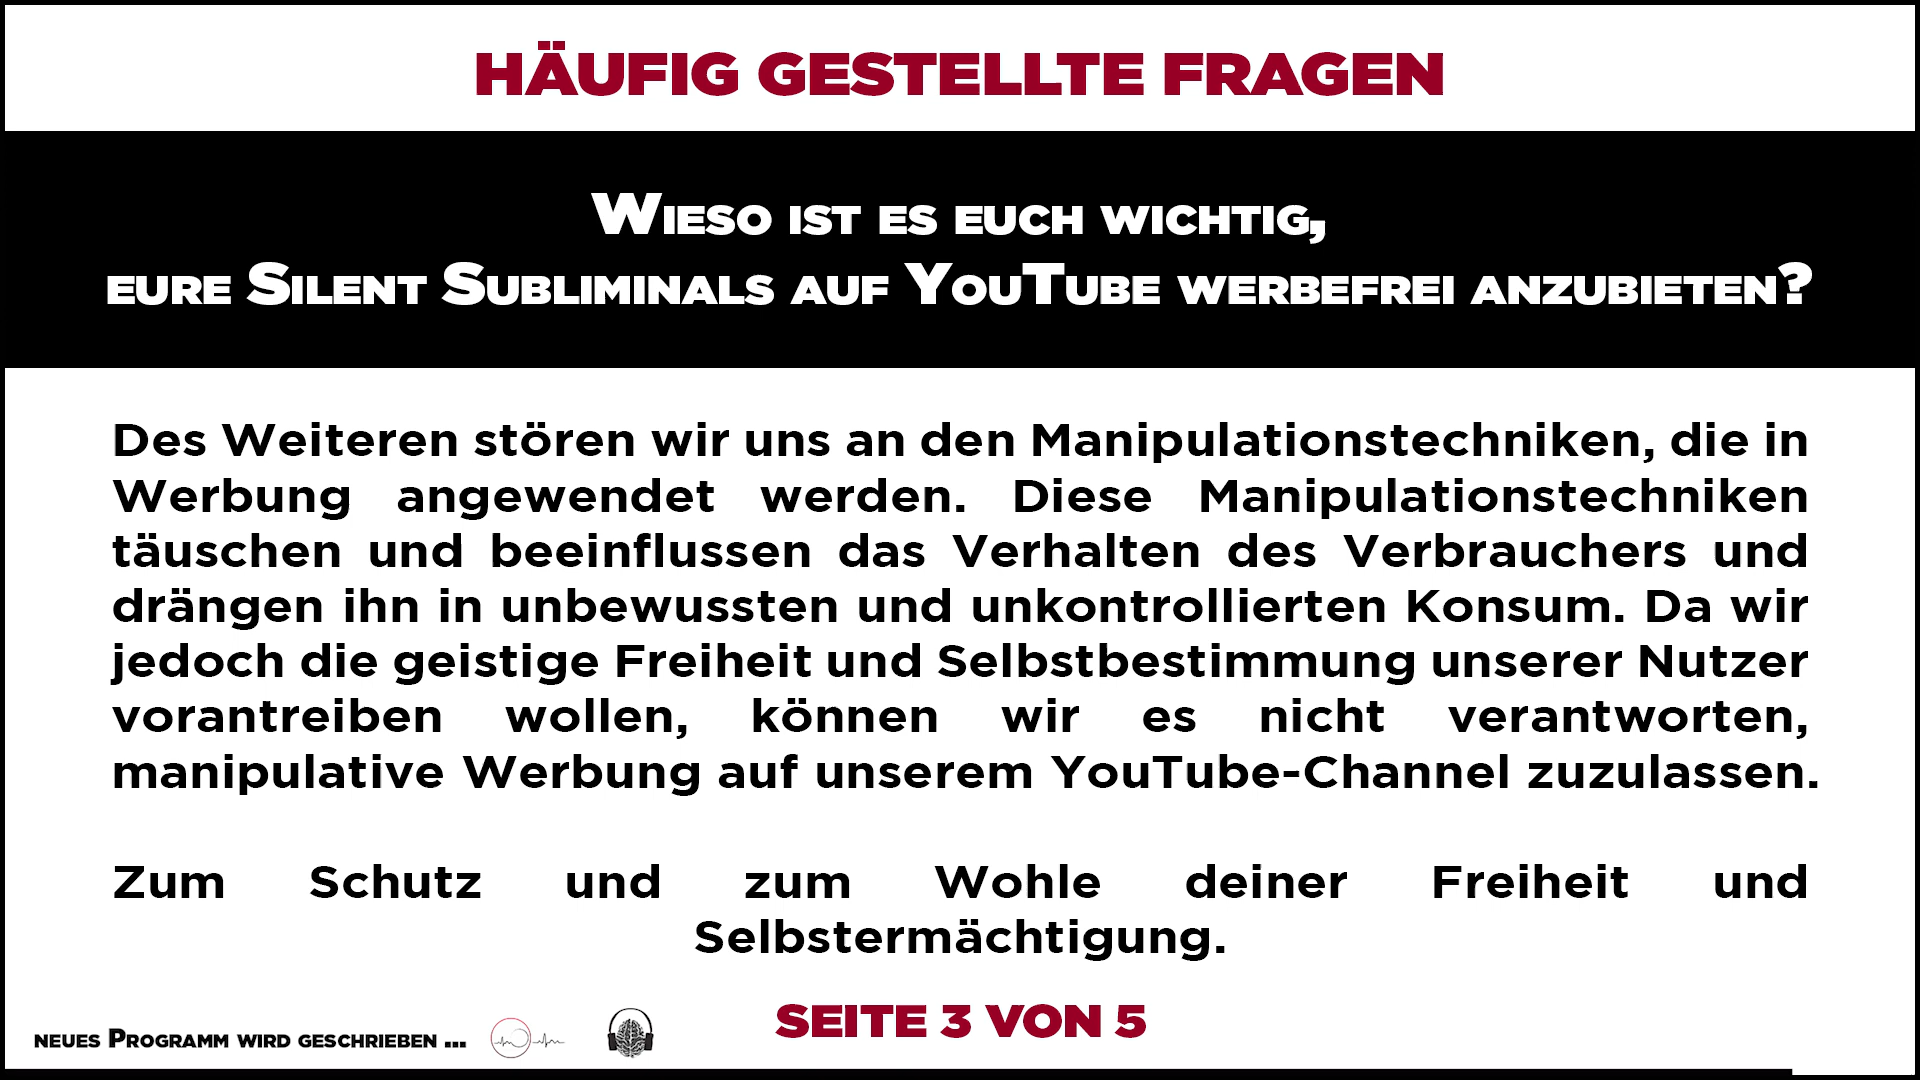 HÄUFIG GESTELLTE FRAGEN
WIESO IST ES EUCH WICHTIG,
EURE SILENT SUBLIMINALS AUF YOUTUBE WERBEFREI ANZUBIETEN?
Des Weiteren stören wir uns an den Manipulationstechniken, die in
Werbung angewendet werden. Diese Manipulationstechniken
täuschen und beeinflussen das Verhalten des Verbrauchers und
drängen ihn in unbewussten und unkontrollierten Konsum. Da wir
jedoch die geistige Freiheit und Selbstbestimmung unserer Nutzer
vorantreiben wollen, können wir es nicht verantworten,
manipulative Werbung auf unserem YouTube-Channel zuzulassen.
Zum Schutz und zum Wohle deiner Freiheit und
Selbstermächtigung.
NEUES PROGRAMM WIRD GESCHRIEBEN ...
SEITE 3 VON 5